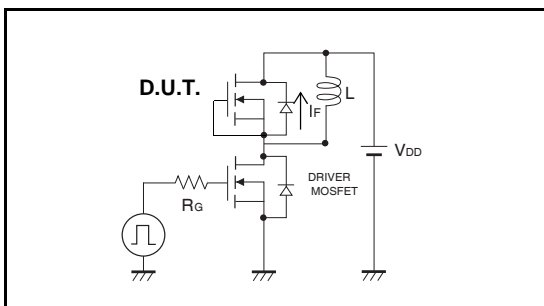 D.U.T.
IF
L
VDD
DRIVER
MOSFET
RG